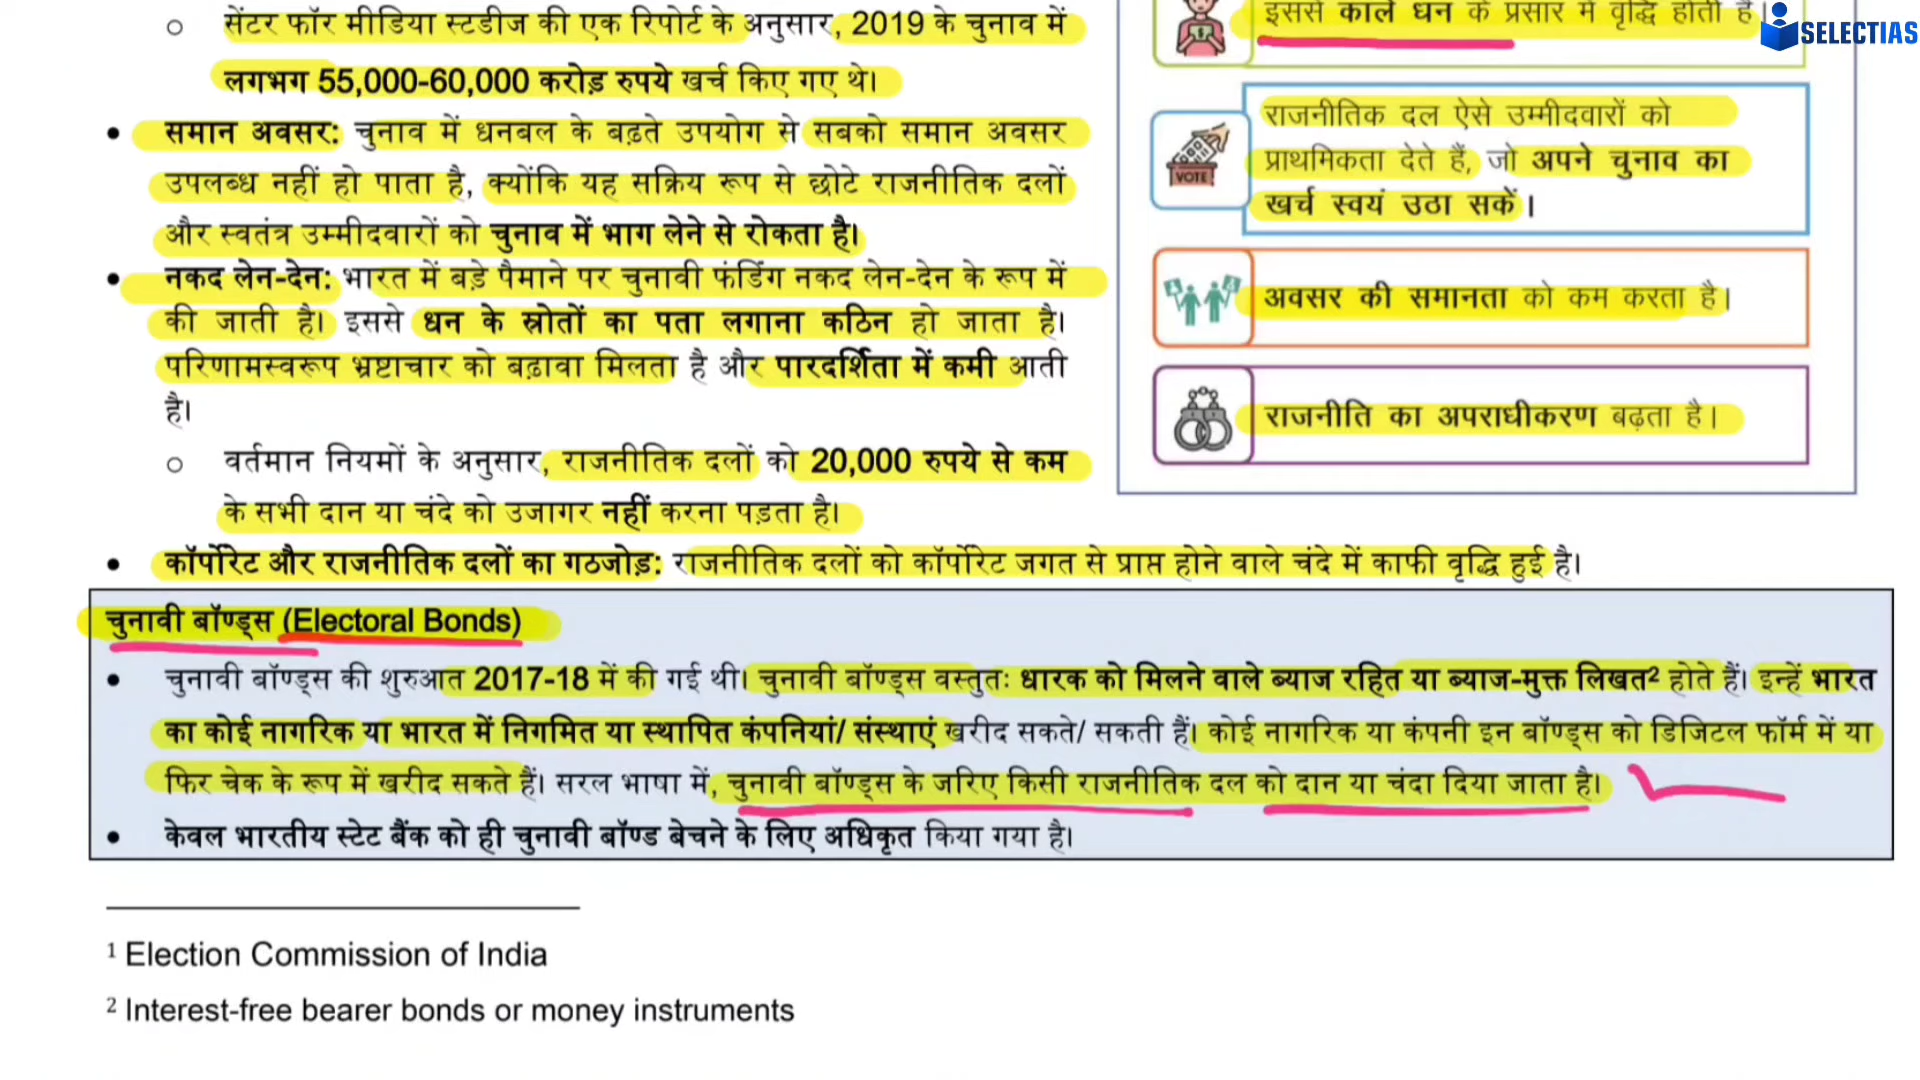 सेंटर फॉर मीडिया स्टडीज की एक रिपोर्ट के अनुसार, 2019 के चुनाव में
लगभग 55,000-60,000 करोड़ रुपये खर्च किए गए थे।
• समान अवसर: चुनाव में धनबल के बढ़ते उपयोग से सबको समान अवसर
उपलब्ध नहीं हो पाता है, क्योंकि यह सक्रिय रूप से छोटे राजनीतिक दलों
और स्वतंत्र उम्मीदवारों को चुनाव में भाग लेने से रोकता है।
• नकद लेन-देन: भारत में बड़े पैमाने पर चुनावी फंडिंग नकद लेन-देन के रूप में
की जाती है। इससे धन के स्रोतों का पता लगाना कठिन हो जाता है।
परिणामस्वरूप भ्रष्टाचार को बढ़ावा मिलता है और पारदर्शिता में कमी आती
है।
वर्तमान नियमों के अनुसार, राजनीतिक दलों को 20,000 रुपये से कम
के सभी दान या चंदे को उजागर नहीं करना पड़ता है।
इससे काले धन के प्रसार में वृद्धि होती है।
SELECTIAS
राजनीतिक दल ऐसे उम्मीदवारों को
प्राथमिकता देते हैं, जो अपने चुनाव का
खर्च स्वयं उठा सकें।
VOTE
अवसर की समानता को कम करता है।
राजनीति का अपराधीकरण बढ़ता है।
• कॉर्पोरेट और राजनीतिक दलों का गठजोड़: राजनीतिक दलों को कॉर्पोरेट जगत से प्राप्त होने वाले चंदे में काफी वृद्धि हुई है।
चुनावी बॉण्ड्स (Electoral Bonds)
• चुनावी बॉण्ड्स की शुरुआत 2017-18 में की गई थी। चुनावी बॉण्ड्स वस्तुतः धारक को मिलने वाले ब्याज रहित या ब्याज-मुक्त लिखत² होते हैं। इन्हें भारत
का कोई नागरिक या भारत में निगमित या स्थापित कंपनियां/ संस्थाएं खरीद सकते/ सकती हैं। कोई नागरिक या कंपनी इन बॉण्ड्स को डिजिटल फॉर्म में या
फिर चेक के रूप में खरीद सकते हैं। सरल भाषा में, चुनावी बॉण्ड्स के जरिए किसी राजनीतिक दल को दान या चंदा दिया जाता है।
• केवल भारतीय स्टेट बैंक को ही चुनावी बॉण्ड बेचने के लिए अधिकृत किया गया है।
¹ Election Commission of India
² Interest-free bearer bonds or money instruments